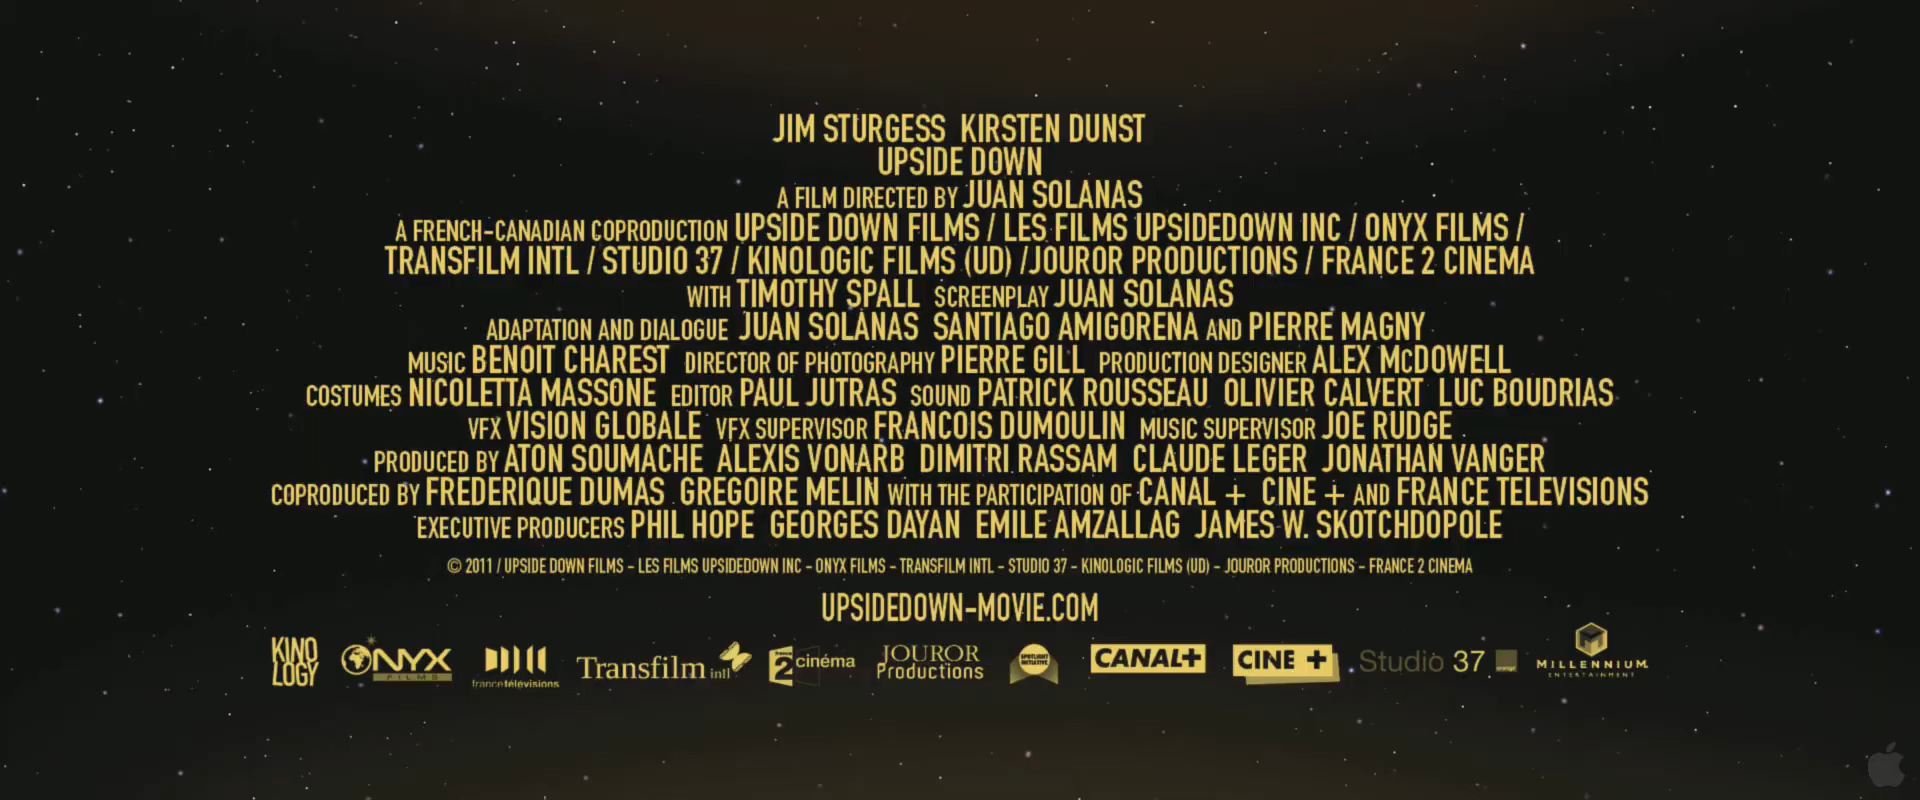 JIM STURGESS KIRSTEN DUNST
UPSIDE DOWN
A FILM DIRECTED BY JUAN SOLANAS
A FRENCH-CANADIAN COPRODUCTION UPSIDE DOWN FILMS / LES FILMS UPSIDEDOWN INC / ONYX FILMS /
TRANSFILM INTL / STUDIO 37 / KINOLOGIC FILMS (UD) /JOUROR PRODUCTIONS / FRANCE 2 CINEMA
WITH TIMOTHY SPALL SCREENPLAY JUAN SOLANAS
ADAPTATION AND DIALOGUE JUAN SOLANAS SANTIAGO AMIGORENA AND PIERRE MAGNY
MUSIC BENOIT CHAREST DIRECTOR OF PHOTOGRAPHY PIERRE GILL PRODUCTION DESIGNER ALEX McDOWELL
COSTUMES NICOLETTA MASSONE EDITOR PAUL JUTRAS SOUND PATRICK ROUSSEAU OLIVIER CALVERT LUC BOUDRIAS
VFX VISION GLOBALE VFX SUPERVISOR FRANCOIS DUMOULIN MUSIC SUPERVISOR JOE RUDGE
PRODUCED BY ATON SOUMACHE ALEXIS VONARB DIMITRI RASSAM CLAUDE LEGER JONATHAN VANGER
COPRODUCED BY FREDERIQUE DUMAS GREGOIRE MELIN WITH THE PARTICIPATION OF CANAL + CINE + AND FRANCE TELEVISIONS
EXECUTIVE PRODUCERS PHIL HOPE GEORGES DAYAN EMILE AMZALLAG JAMES W. SKOTCHDOPOLE
© 2011 / UPSIDE DOWN FILMS - LES FILMS UPSIDEDOWN INC - ONYX FILMS - TRANSFILM INTL - STUDIO 37 - KINOLOGIC FILMS (UD) - JOUROR PRODUCTIONS - FRANCE 2 CINEMA
UPSIDEDOWN-MOVIE.COM
KINO
LOGY
ONYX
FILMS
francetélévisions
Transfilm intl
france
2 cinéma
JOUROR
Productions
SPOTLIGHT
INITIATIVE
CANAL+
CINE +
Studio 37
orange
MILLENNIUM
ENTERTAINMENT